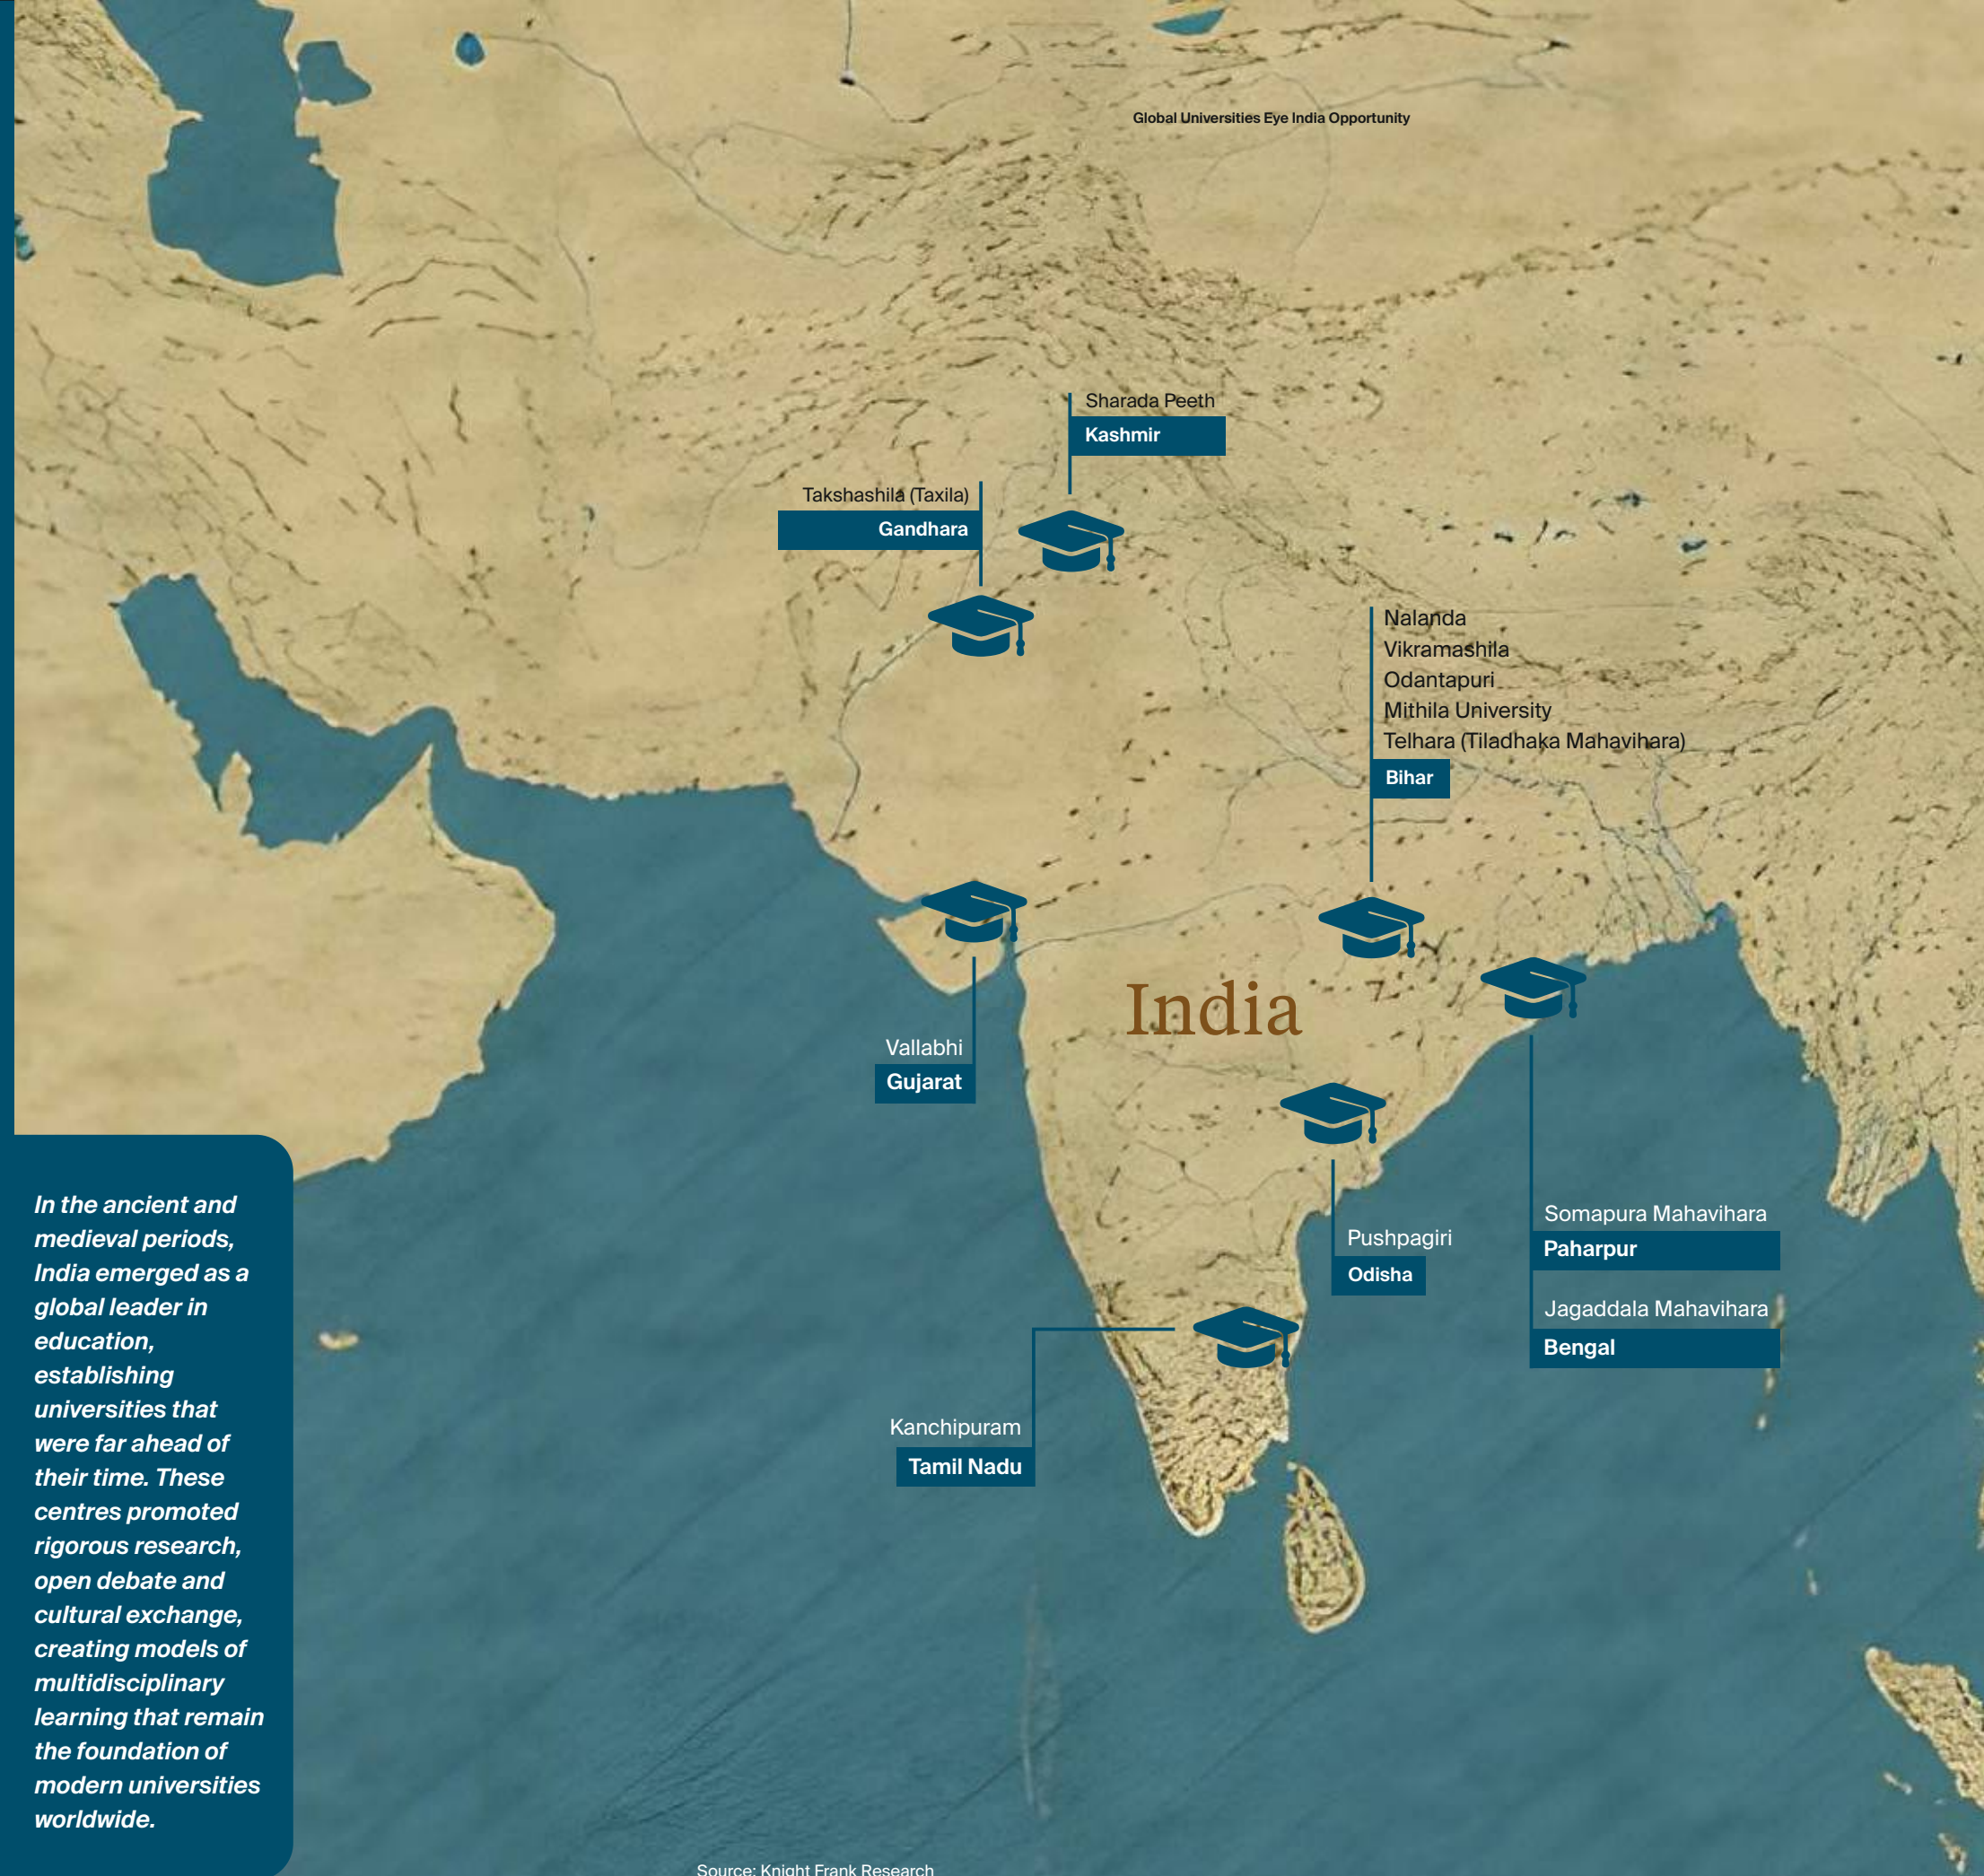 Global Universities Eye India Opportunity
Sharada Peeth
Kashmir
Takshashila (Taxila)
Gandhara
Nalanda
Vikramashila
Odantapuri
Mithila University
Telhara (Tiladhaka Mahavihara)
Bihar
India
Vallabhi
Gujarat
Pushpagiri
Odisha
Somapura Mahavihara
Paharpur
Jagaddala Mahavihara
Bengal
Kanchipuram
Tamil Nadu
In the ancient and
medieval periods,
India emerged as a
global leader in
education,
establishing
universities that
were far ahead of
their time. These
centres promoted
rigorous research,
open debate and
cultural exchange,
creating models of
multidisciplinary
learning that remain
the foundation of
modern universities
worldwide.
Source: Knight Frank Research